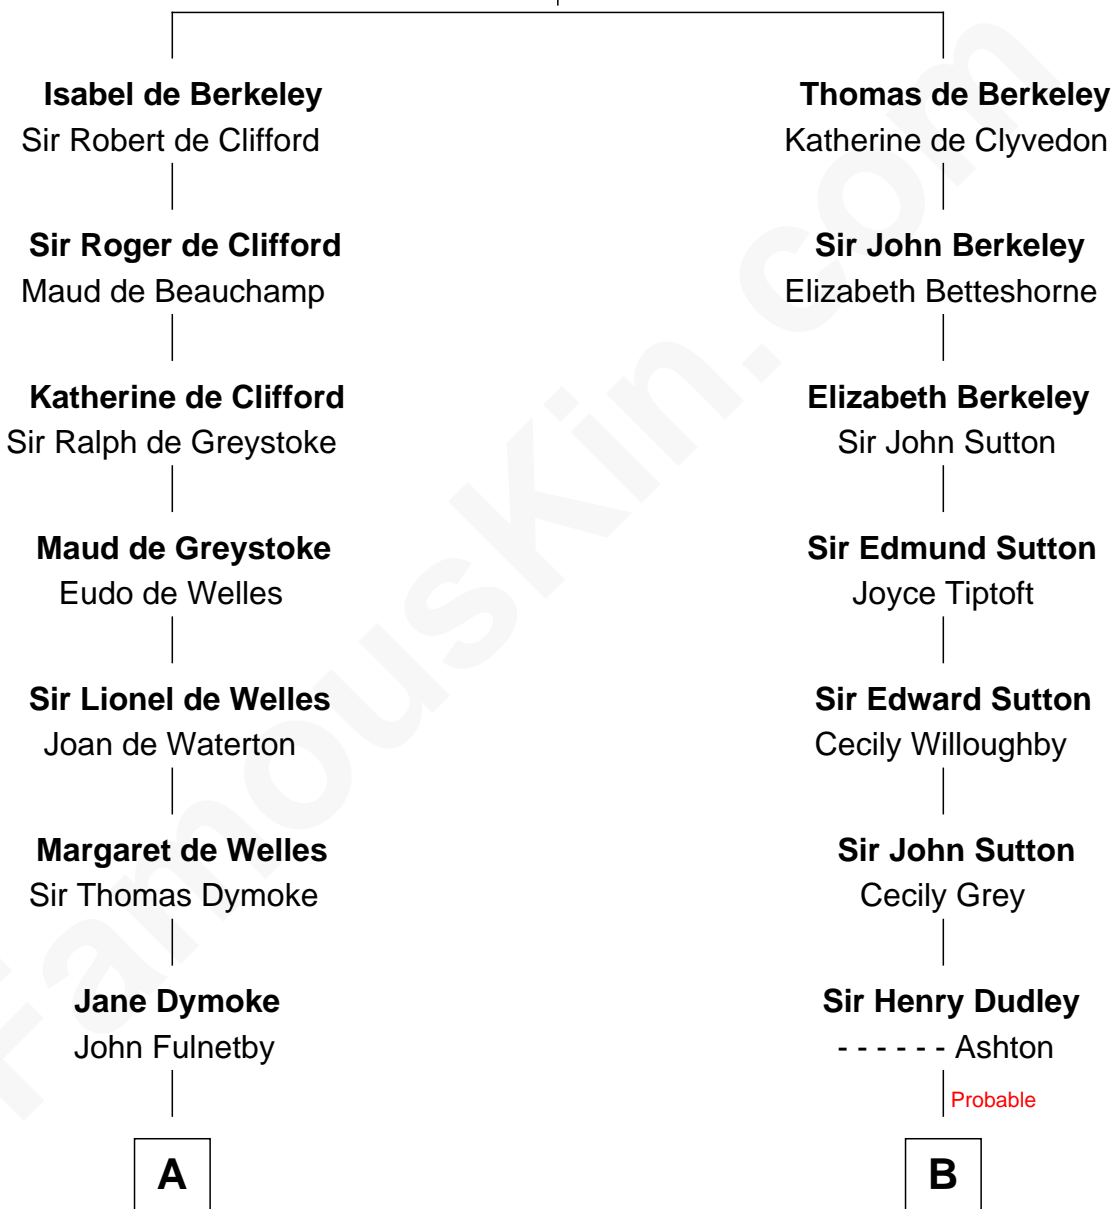 Isabel de Berkeley
Sir Robert de Clifford
Sir Roger de Clifford
Maud de Beauchamp
Katherine de Clifford
Sir Ralph de Greystoke
Maud de Greystoke
Eudo de Welles
Sir Lionel de Welles
Joan de Waterton
Margaret de Welles
Sir Thomas Dymoke
Jane Dymoke
John Fulnetby
A
Thomas de Berkeley
Katherine de Clyvedon
Sir John Berkeley
Elizabeth Betteshorne
Elizabeth Berkeley
Sir John Sutton
Sir Edmund Sutton
Joyce Tiptoft
Sir Edward Sutton
Cecily Willoughby
Sir John Sutton
Cecily Grey
Sir Henry Dudley
- - - - - - Ashton
Probable
B
FamousKin.com